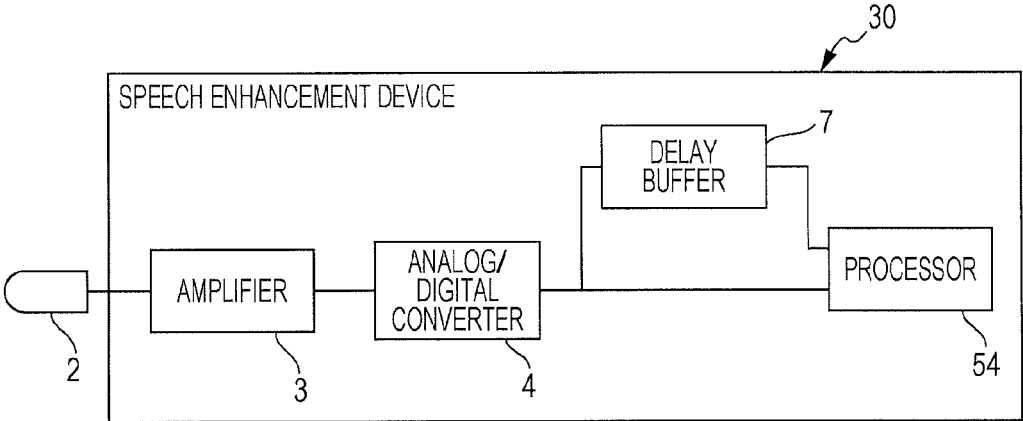 30
SPEECH ENHANCEMENT DEVICE
7
DELAY
BUFFER
AMPLIFIER
ANALOG/
DIGITAL
CONVERTER
PROCESSOR
2
3
4
54